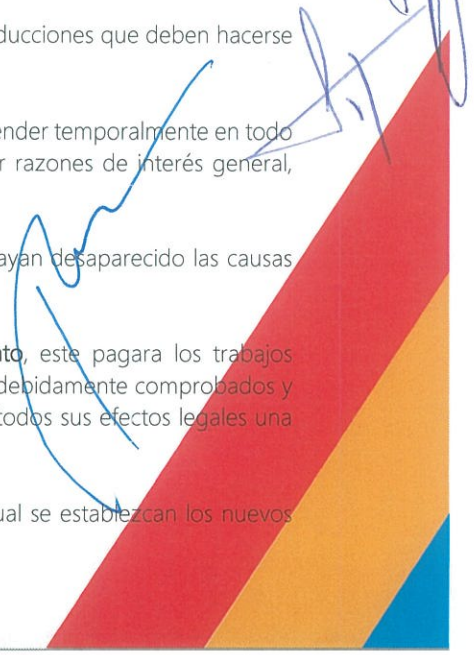 ducciones que deben hacerse
ender temporalmente en todo
r razones de interés general,
ayan desaparecido las causas
to, este pagara los trabajos
debidamente comprobados y
todos sus efectos legales una
ual se establezcan los nuevos